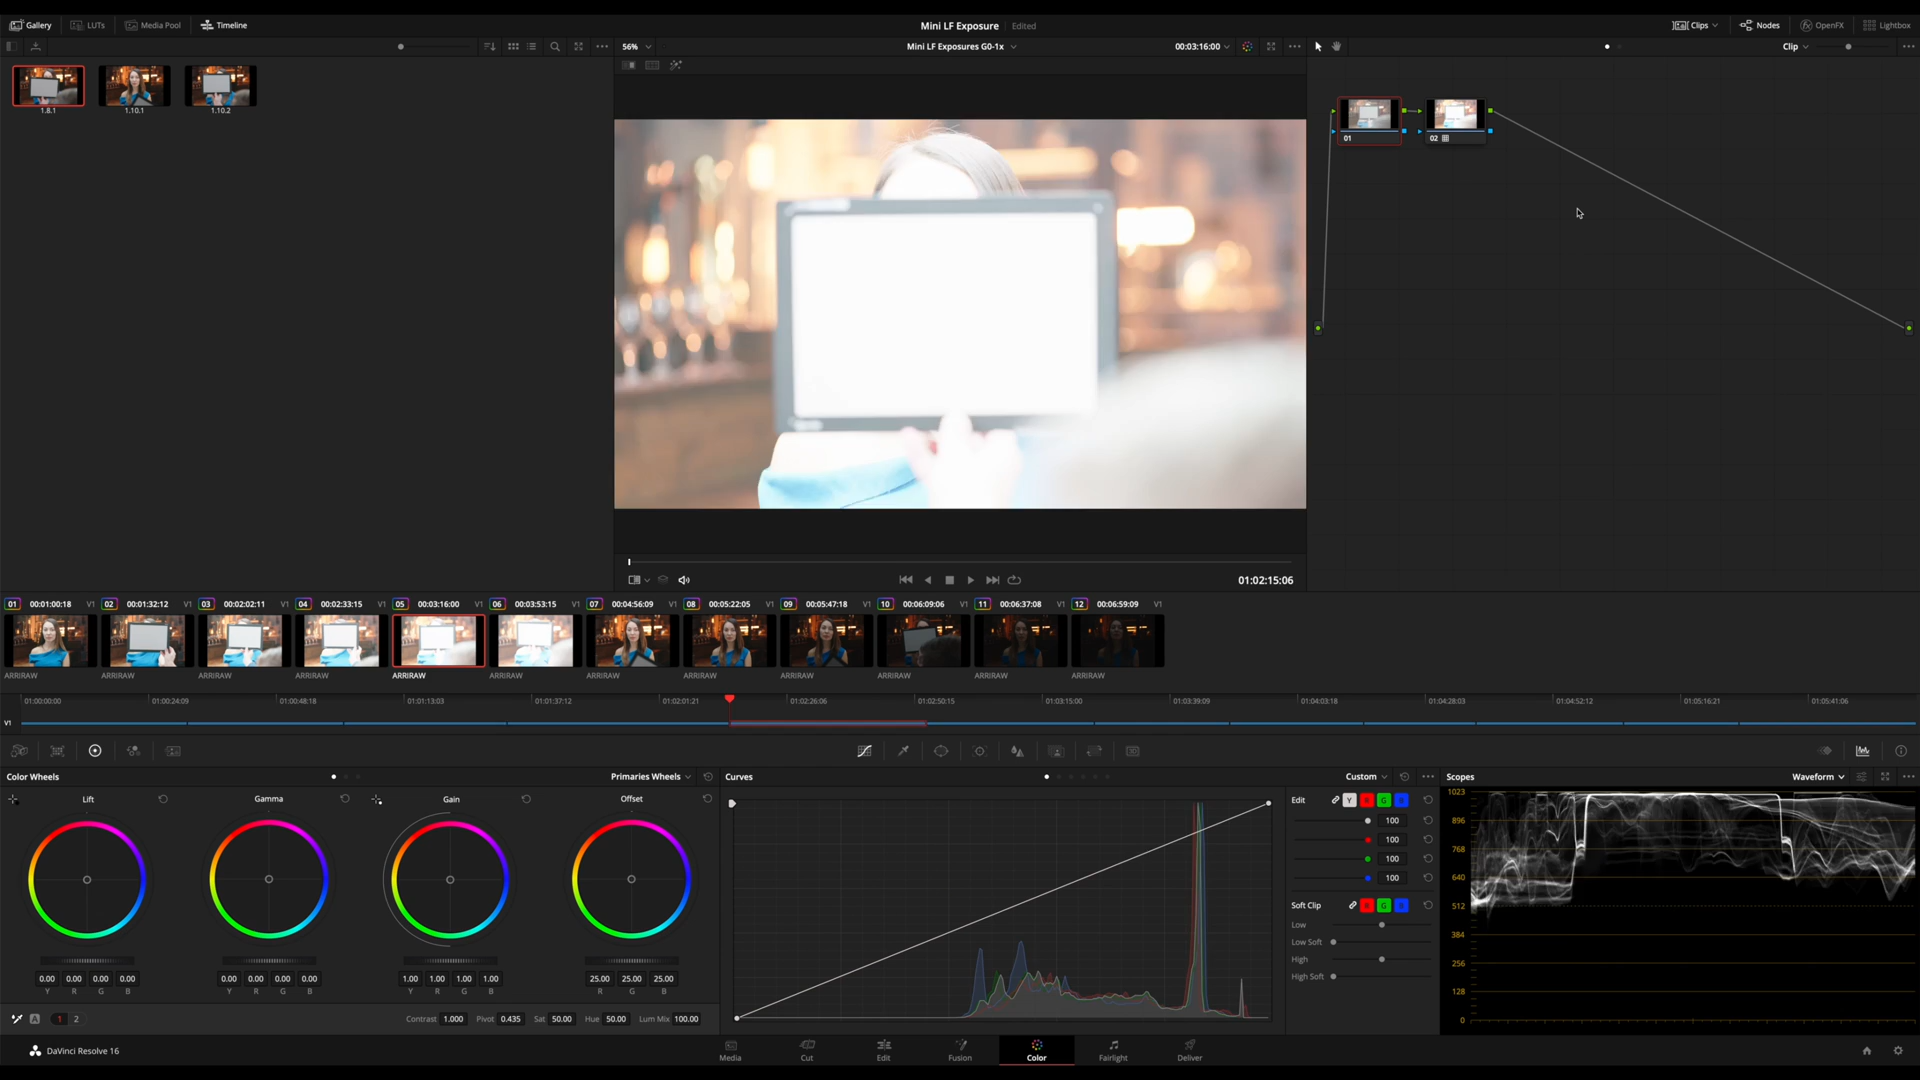 Gallery LUTs Media Pool Timeline Mini LF Exposure Edited Clips Nodes OpenFX Lightbox
56% Mini LF Exposures G0-1x 00:03:16:00 Clip
1.8.1 1.10.1 1.10.2
01 02
01:02:15:06
01 00:01:00:18 V1 02 00:01:32:12 V1 03 00:02:02:11 V1 04 00:02:33:15 V1 05 00:03:16:00 V1 06 00:03:53:15 V1 07 00:04:56:09 V1 08 00:05:22:05 V1 09 00:05:47:18 V1 10 00:06:09:06 V1 11 00:06:37:08 V1 12 00:06:59:09 V1
ARRIRAW ARRIRAW ARRIRAW ARRIRAW ARRIRAW ARRIRAW ARRIRAW ARRIRAW ARRIRAW ARRIRAW ARRIRAW ARRIRAW
01:00:00:00 01:00:24:09 01:00:48:18 01:01:13:03 01:01:37:12 01:02:01:21 01:02:26:06 01:02:50:15 01:03:15:00 01:03:39:09 01:04:03:18 01:04:28:03 01:04:52:12 01:05:16:21 01:05:41:06
V1
Color Wheels Primaries Wheels Curves Custom Scopes Waveform
Lift Gamma Gain Offset
Edit Y R G B
100
100
100
100
Soft Clip R G B
Low
Low Soft
High
High Soft
1023
896
768
640
512
384
256
128
0
0.00 0.00 0.00 0.00 0.00 0.00 0.00 0.00 1.00 1.00 1.00 1.00 25.00 25.00 25.00
Y R G B Y R G B Y R G B R G B
A 1 2 Contrast 1.000 Pivot 0.435 Sat 50.00 Hue 50.00 Lum Mix 100.00
DaVinci Resolve 16 Media Cut Edit Fusion Color Fairlight Deliver